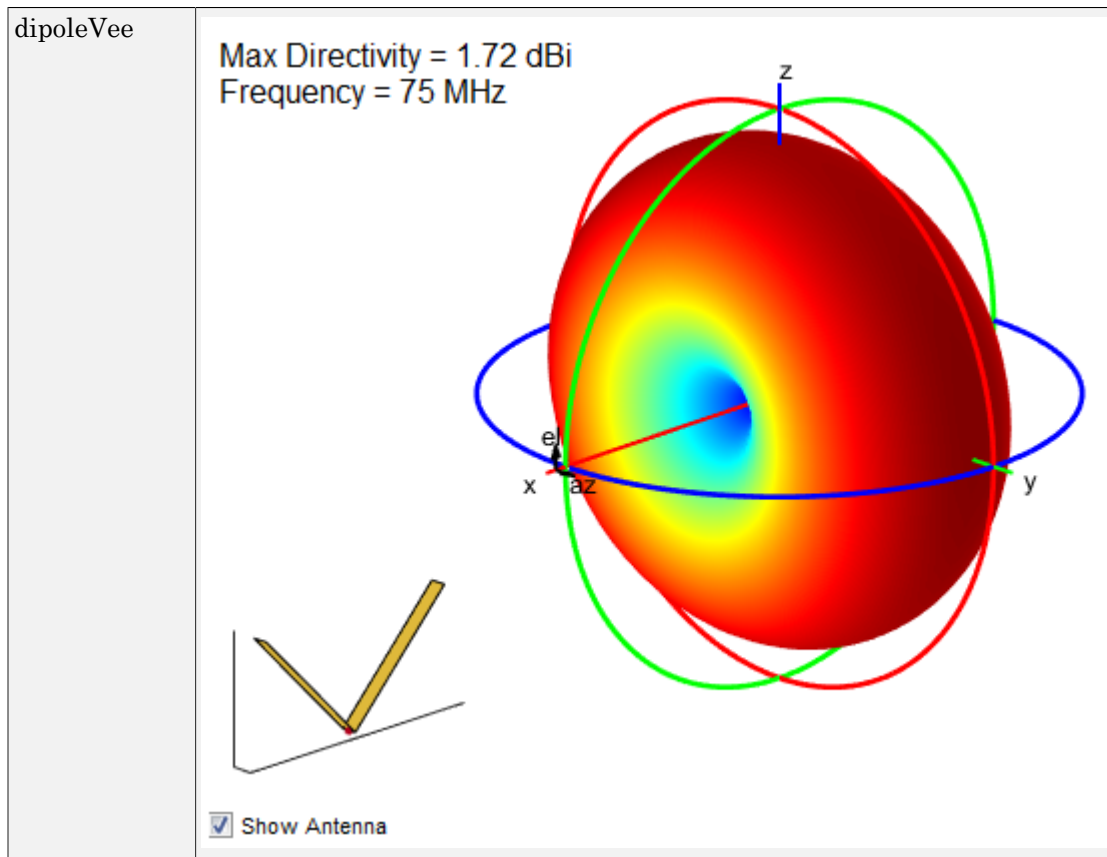 dipoleVee
Max Directivity = 1.72 dBi
Frequency = 75 MHz
z
el
x
az
y
Show Antenna